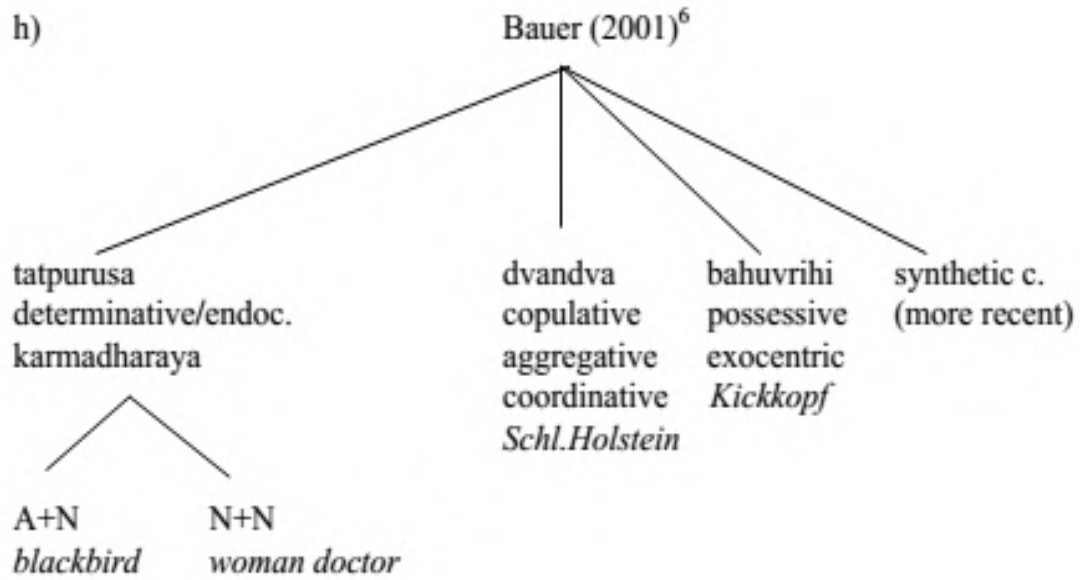 h) Bauer (2001)⁶
tatpurusa
determinative/endoc.
karmadharaya
dvandva
copulative
aggregative
coordinative
Schl.Holstein
bahuvrihi
possessive
exocentric
Kickkopf
synthetic c.
(more recent)
A+N
blackbird
N+N
woman doctor